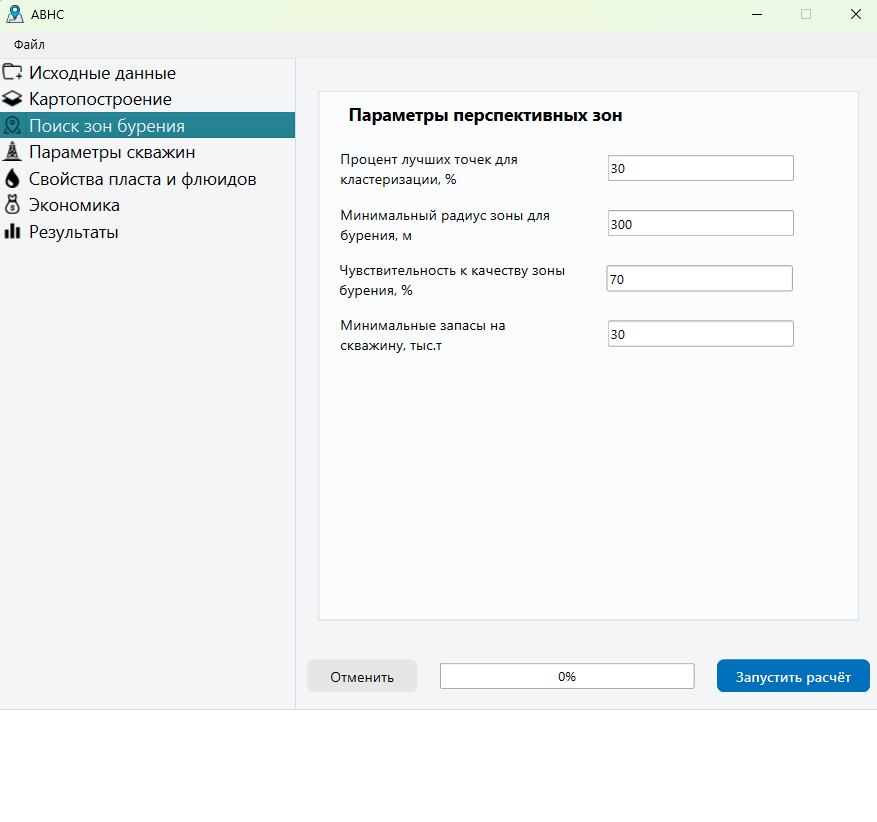 АВНС
Файл
Исходные данные
Картопостроение
Поиск зон бурения
Параметры скважин
Свойства пласта и флюидов
Экономика
Результаты
Параметры перспективных зон
Процент лучших точек для
кластеризации, %
30
Минимальный радиус зоны для
бурения, м
300
Чувствительность к качеству зоны
бурения, %
70
Минимальные запасы на
скважину, тыс.т
30
Отменить
0%
Запустить расчёт